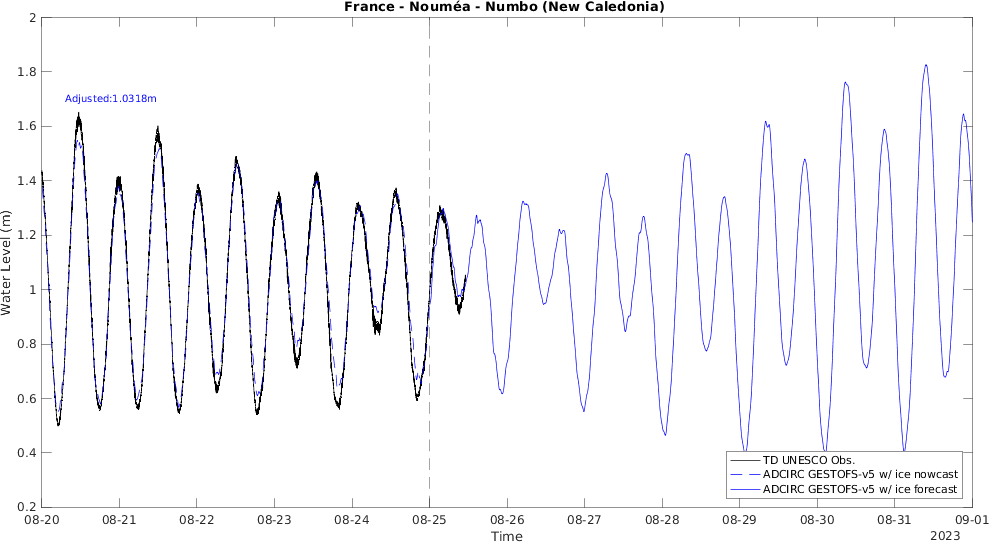 France - Nouméa - Numbo (New Caledonia)
Adjusted:1.0318m
Water Level (m)
2
1.8
1.6
1.4
1.2
1
0.8
0.6
0.4
0.2
TD UNESCO Obs.
ADCIRC GESTOFS-v5 w/ ice nowcast
ADCIRC GESTOFS-v5 w/ ice forecast
08-20 08-21 08-22 08-23 08-24 08-25 08-26 08-27 08-28 08-29 08-30 08-31 09-01
Time
2023